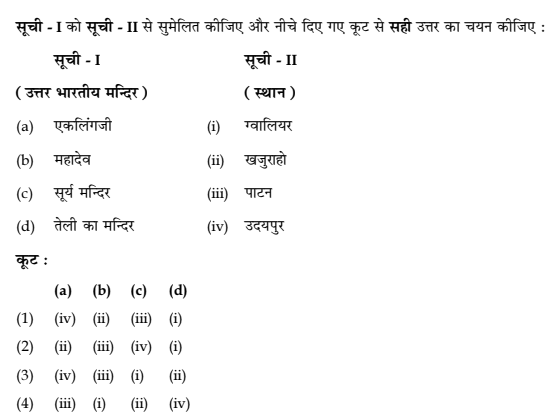 सूची - I को सूची - II से सुमेलित कीजिए और नीचे दिए गए कूट से सही उत्तर का चयन कीजिए :
सूची - I सूची - II
( उत्तर भारतीय मन्दिर ) ( स्थान )
(a) एकलिंगजी (i) ग्वालियर
(b) महादेव (ii) खजुराहो
(c) सूर्य मन्दिर (iii) पाटन
(d) तेली का मन्दिर (iv) उदयपुर
कूट :
(a) (b) (c) (d)
(1) (iv) (ii) (iii) (i)
(2) (ii) (iii) (iv) (i)
(3) (iv) (iii) (i) (ii)
(4) (iii) (i) (ii) (iv)